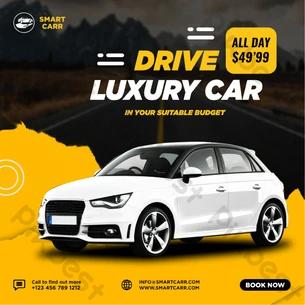 SMART
CARR
ALL DAY
$49'99
DRIVE
LUXURY CAR
IN YOUR SUITABLE BUDGET
Call to find out more
+123 456 789 1212
INFO@SMARTCARR.COM
WWW.SMARTCARR.COM
BOOK NOW